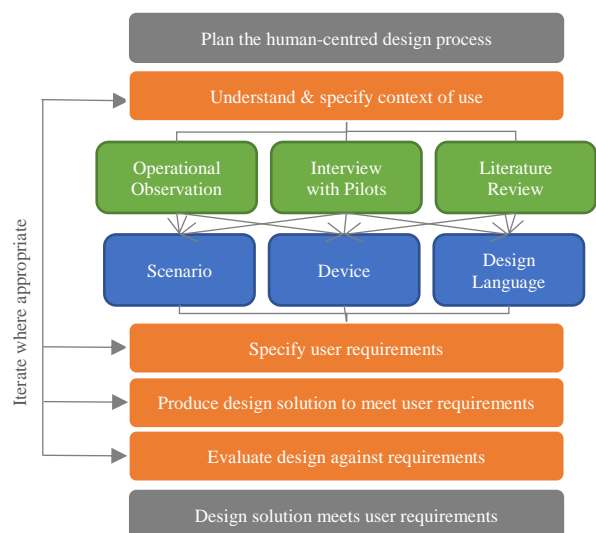 Plan the human-centred design process
Understand & specify context of use
Operational
Observation
Interview
with Pilots
Literature
Review
Scenario
Device
Design
Language
Specify user requirements
Produce design solution to meet user requirements
Evaluate design against requirements
Design solution meets user requirements
Iterate where appropriate